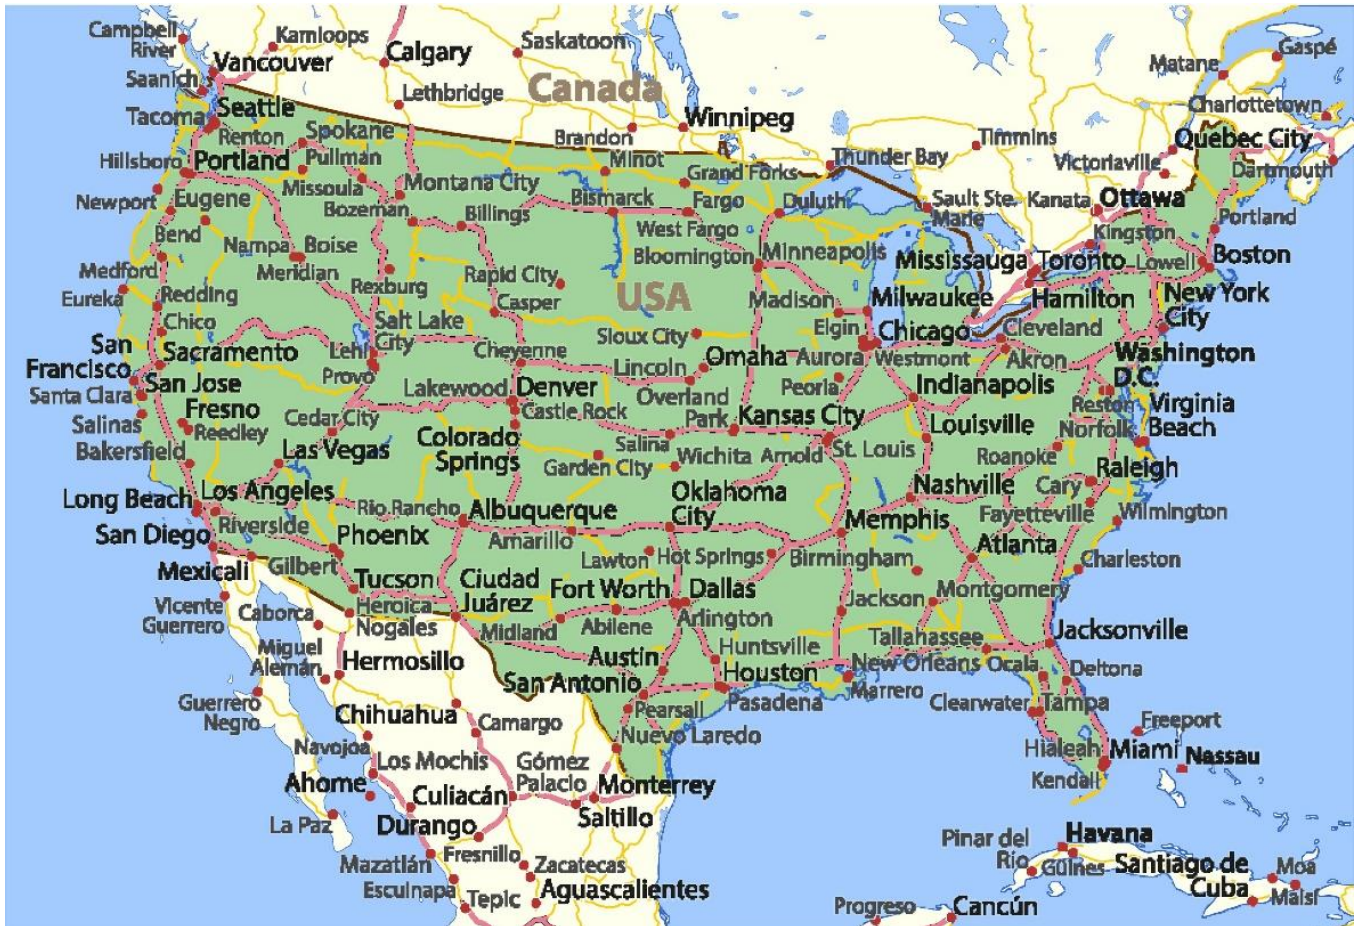 Campbell
River
Kamloops
Calgary
Saskatoon
Gaspé
Matane
Vancouver
Saanich
Lethbridge
Canada
Charlottetown
Seattle
Tacoma
Renton
Spokane
Brandon
Winnipeg
Timmins
Quebec City
Hillsboro
Portland
Pullman
Minot
Thunder Bay
Victoriaville
Dartmouth
Missoula
Montana City
Grand Forks
Newport
Eugene
Bozeman
Billings
Bismarck
Fargo
Duluth
Sault Ste.
Marie
Kanata
Ottawa
Portland
Bend
Nampa
Boise
West Fargo
Kingston
Medford
Meridian
Rapid City
Bloomington
Minneapolis
Mississauga
Toronto
Lowell
Boston
Eureka
Redding
Rexburg
Casper
USA
Madison
Milwaukee
Hamilton
New York
City
Chico
Salt Lake
City
Sioux City
Elgin
Chicago
Cleveland
San
Francisco
Sacramento
Lehi
Provo
Cheyenne
Lincoln
Omaha
Aurora
Westmont
Akron
Washington
D.C.
Santa Clara
San Jose
Lakewood
Denver
Overland
Park
Peoria
Indianapolis
Reston
Virginia
Beach
Salinas
Fresno
Reedley
Cedar City
Castle Rock
Kansas City
Louisville
Norfolk
Bakersfield
Las Vegas
Colorado
Springs
Salina
Garden City
Wichita
Arnold
St. Louis
Roanoke
Raleigh
Long Beach
Los Angeles
Rio Rancho
Albuquerque
Oklahoma
City
Nashville
Cary
San Diego
Riverside
Phoenix
Amarillo
Memphis
Fayetteville
Wilmington
Mexicali
Gilbert
Lawton
Hot Springs
Birmingham
Atlanta
Charleston
Tucson
Ciudad
Juárez
Fort Worth
Dallas
Vicente
Guerrero
Caborca
Heroica
Nogales
Midland
Abilene
Arlington
Jackson
Montgomery
Miguel
Alemán
Hermosillo
Austin
Huntsville
Tallahassee
Jacksonville
San Antonio
Houston
New Orleans
Ocala
Deltona
Guerrero
Negro
Chihuahua
Camargo
Pearsall
Pasadena
Marrero
Clearwater
Tampa
Freeport
Navojoa
Los Mochis
Gómez
Palacio
Nuevo Laredo
Hialeah
Miami
Nassau
Ahome
Culiacán
Monterrey
Kendall
La Paz
Durango
Saltillo
Mazatlán
Fresnillo
Zacatecas
Pinar del
Río
Havana
Güines
Santiago de
Cuba
Moa
Maisí
Escuinapa
Tepic
Aguascalientes
Progreso
Cancún